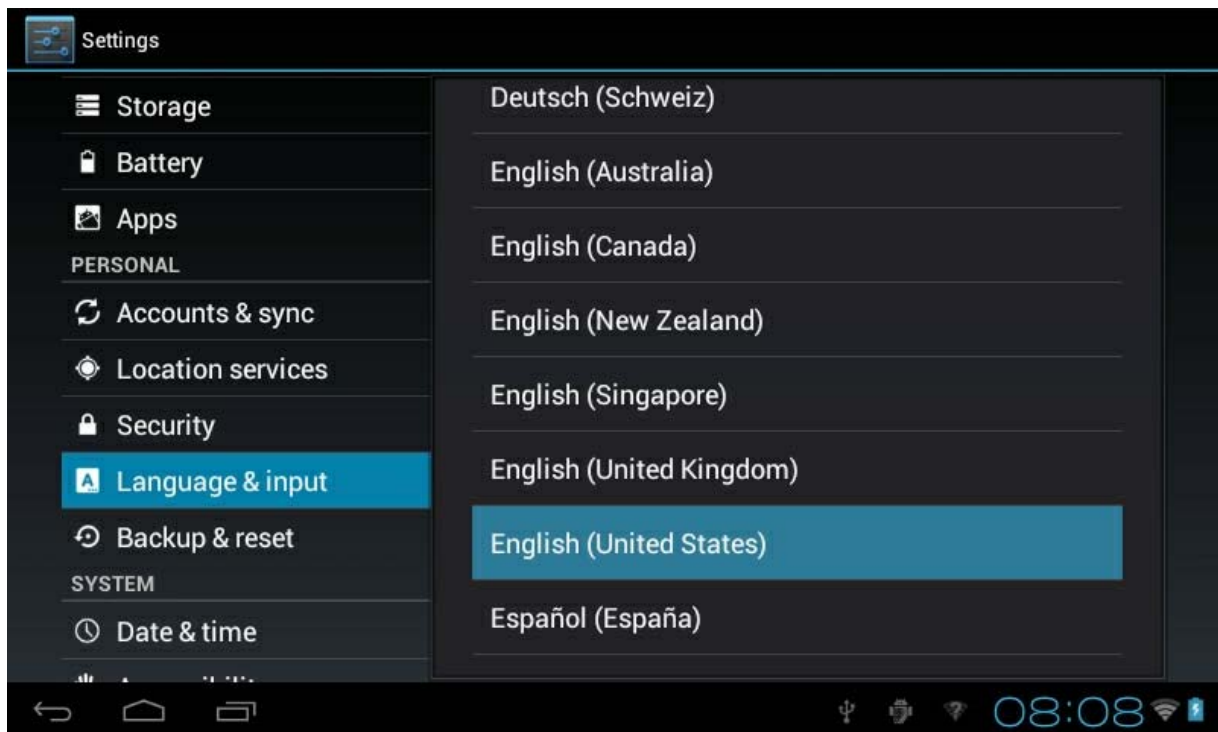 Settings
Storage
Battery
Apps
PERSONAL
Accounts & sync
Location services
Security
Language & input
Backup & reset
SYSTEM
Date & time
Deutsch (Schweiz)
English (Australia)
English (Canada)
English (New Zealand)
English (Singapore)
English (United Kingdom)
English (United States)
Español (España)
08:08